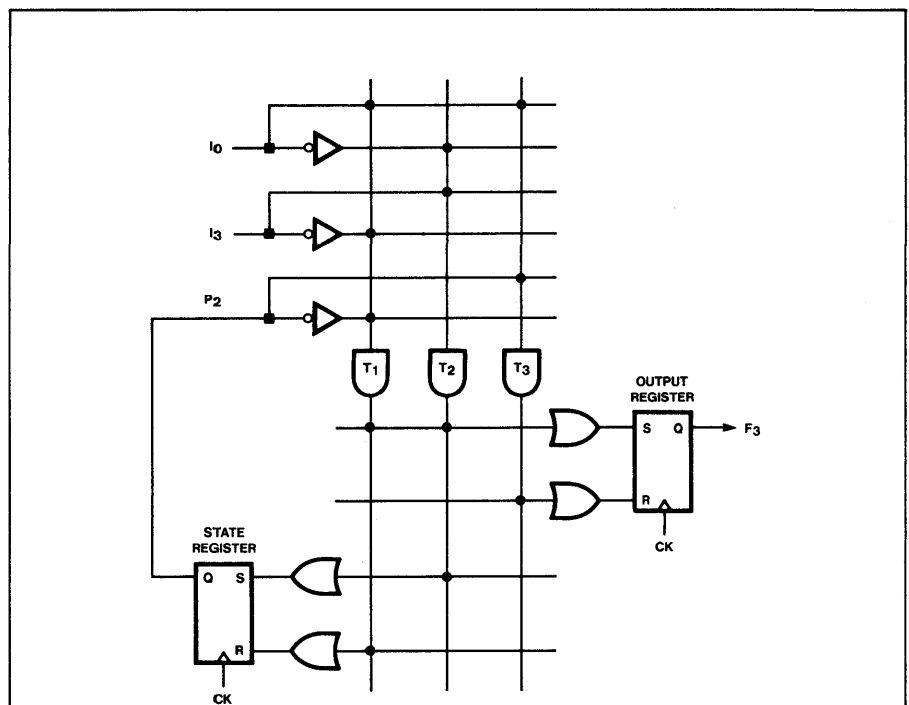 I0
I3
P2
T1 T2 T3
OUTPUT
REGISTER
S Q F3
R
CK
STATE
REGISTER
Q S
R
CK